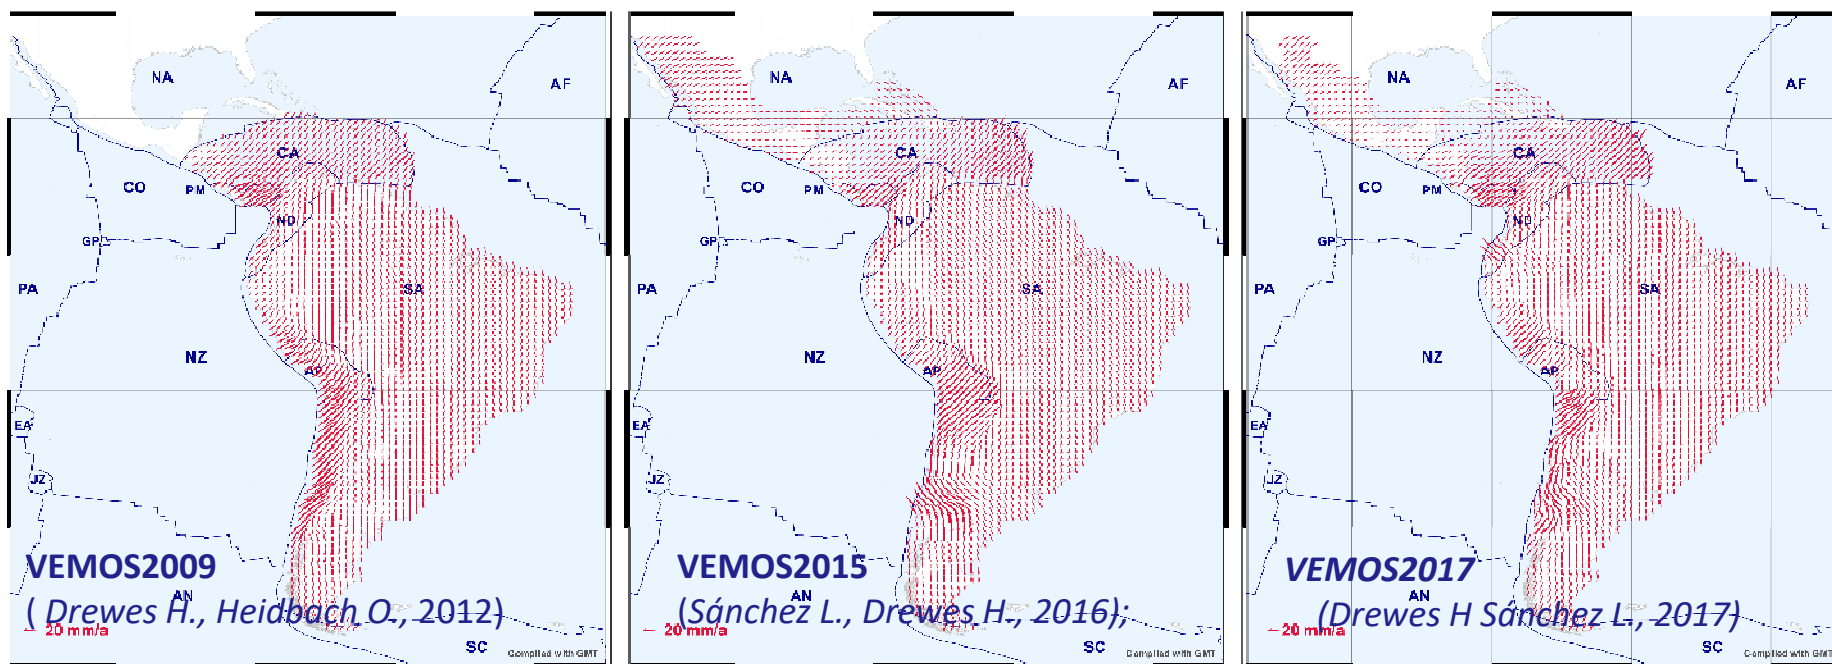 NA
AF
CA
CO
PM
ND
GP
PA
SA
NZ
AP
EA
JZ
VEMOS2009
AN
( Drewes H., Heidbach O., 2012)
20 mm/a
SC
Compiled with GMT
NA
AF
CA
CO
PM
ND
GP
PA
SA
NZ
AP
EA
JZ
VEMOS2015
AN
(Sánchez L., Drewes H., 2016);
20 mm/a
SC
Compiled with GMT
NA
AF
CA
CO
PM
ND
GP
PA
SA
NZ
AP
EA
JZ
VEMOS2017
AN
(Drewes H Sánchez L., 2017)
20 mm/a
SC
Compiled with GMT